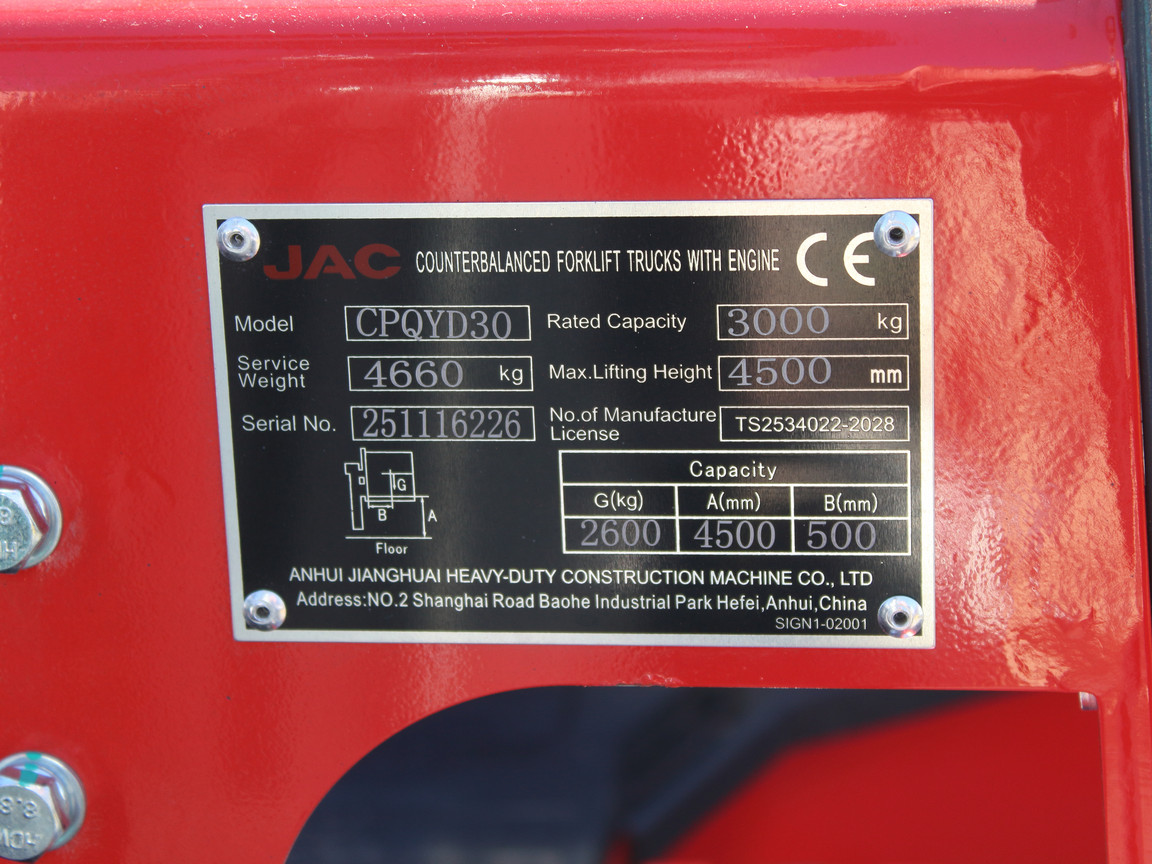 JAC COUNTERBALANCED FORKLIFT TRUCKS WITH ENGINE CE
Model CPQYD30 Rated Capacity 3000 kg
Service Weight 4660 kg Max.Lifting Height 4500 mm
Serial No. 251116226 No.of Manufacture License TS2534022-2028
Capacity
G(kg) A(mm) B(mm)
2600 4500 500
G
B
A
Floor
ANHUI JIANGHUAI HEAVY-DUTY CONSTRUCTION MACHINE CO., LTD
Address:NO.2 Shanghai Road Baohe Industrial Park Hefei,Anhui,China
SIGN1-02001
8.8